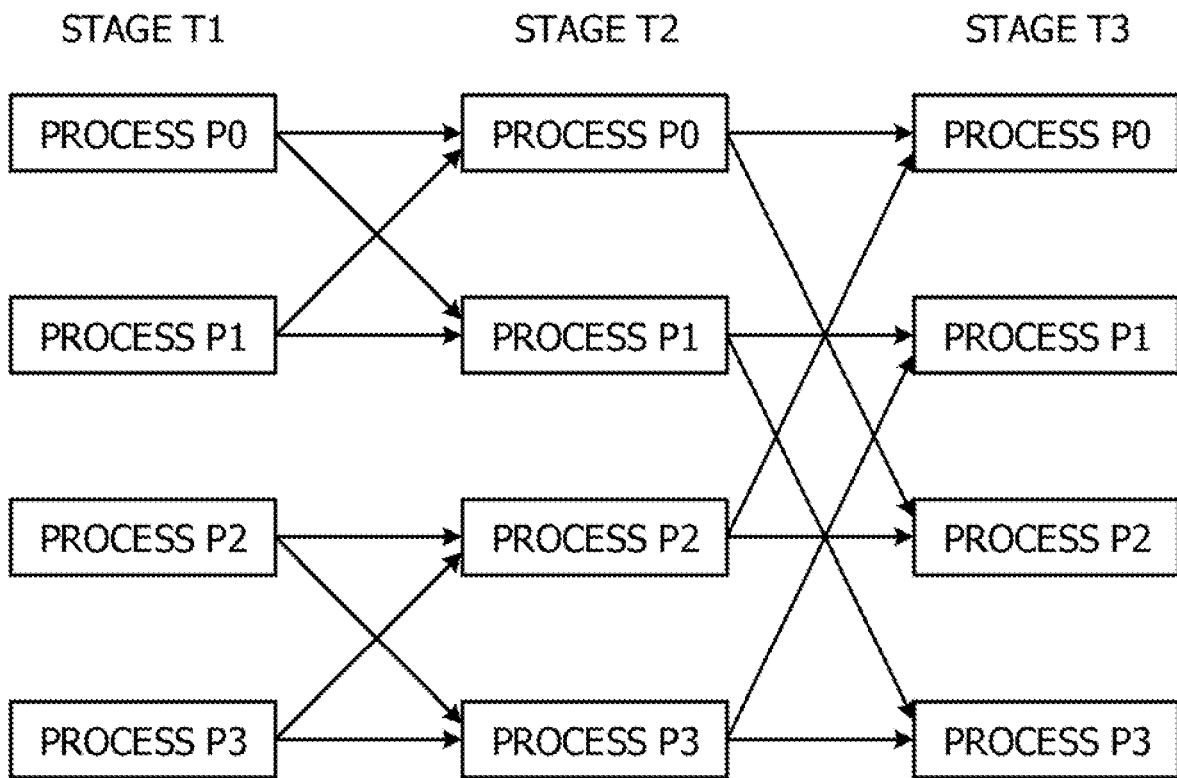 STAGE T1 STAGE T2 STAGE T3
PROCESS P0 PROCESS P0 PROCESS P0
PROCESS P1 PROCESS P1 PROCESS P1
PROCESS P2 PROCESS P2 PROCESS P2
PROCESS P3 PROCESS P3 PROCESS P3